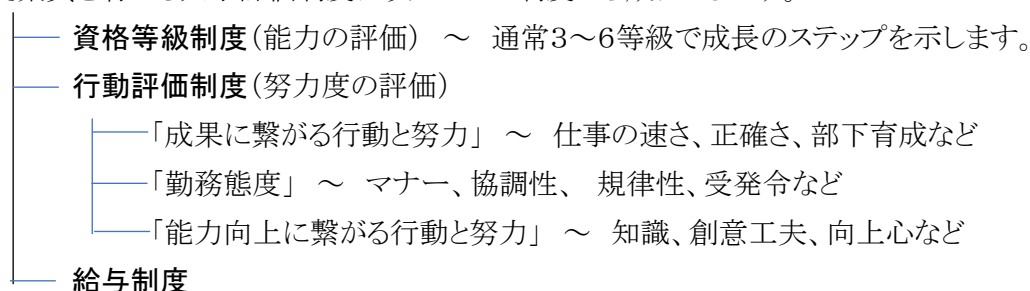 資格等級制度(能力の評価) ～ 通常3～6等級で成長のステップを示します。
行動評価制度(努力度の評価)
「成果に繋がる行動と努力」 ～ 仕事の速さ、正確さ、部下育成など
「勤務態度」 ～ マナー、協調性、 規律性、受発令など
「能力向上に繋がる行動と努力」 ～ 知識、創意工夫、向上心など
給与制度